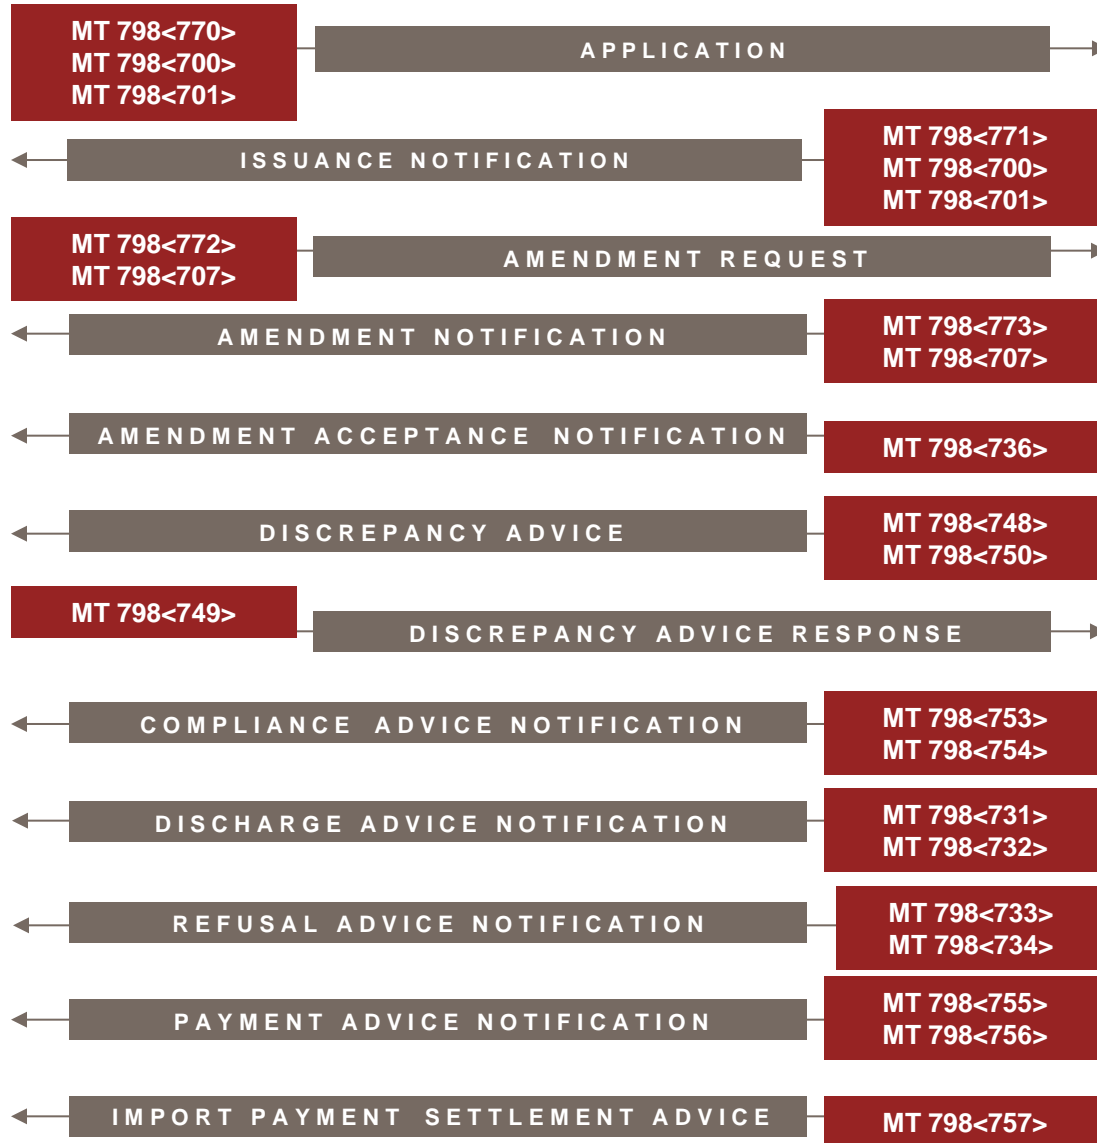 MT 798<770>
MT 798<700>
MT 798<701>
APPLICATION
ISSUANCE NOTIFICATION
MT 798<771>
MT 798<700>
MT 798<701>
MT 798<772>
MT 798<707>
AMENDMENT REQUEST
AMENDMENT NOTIFICATION
MT 798<773>
MT 798<707>
AMENDMENT ACCEPTANCE NOTIFICATION
MT 798<736>
DISCREPANCY ADVICE
MT 798<748>
MT 798<750>
MT 798<749>
DISCREPANCY ADVICE RESPONSE
COMPLIANCE ADVICE NOTIFICATION
MT 798<753>
MT 798<754>
DISCHARGE ADVICE NOTIFICATION
MT 798<731>
MT 798<732>
REFUSAL ADVICE NOTIFICATION
MT 798<733>
MT 798<734>
PAYMENT ADVICE NOTIFICATION
MT 798<755>
MT 798<756>
IMPORT PAYMENT SETTLEMENT ADVICE
MT 798<757>